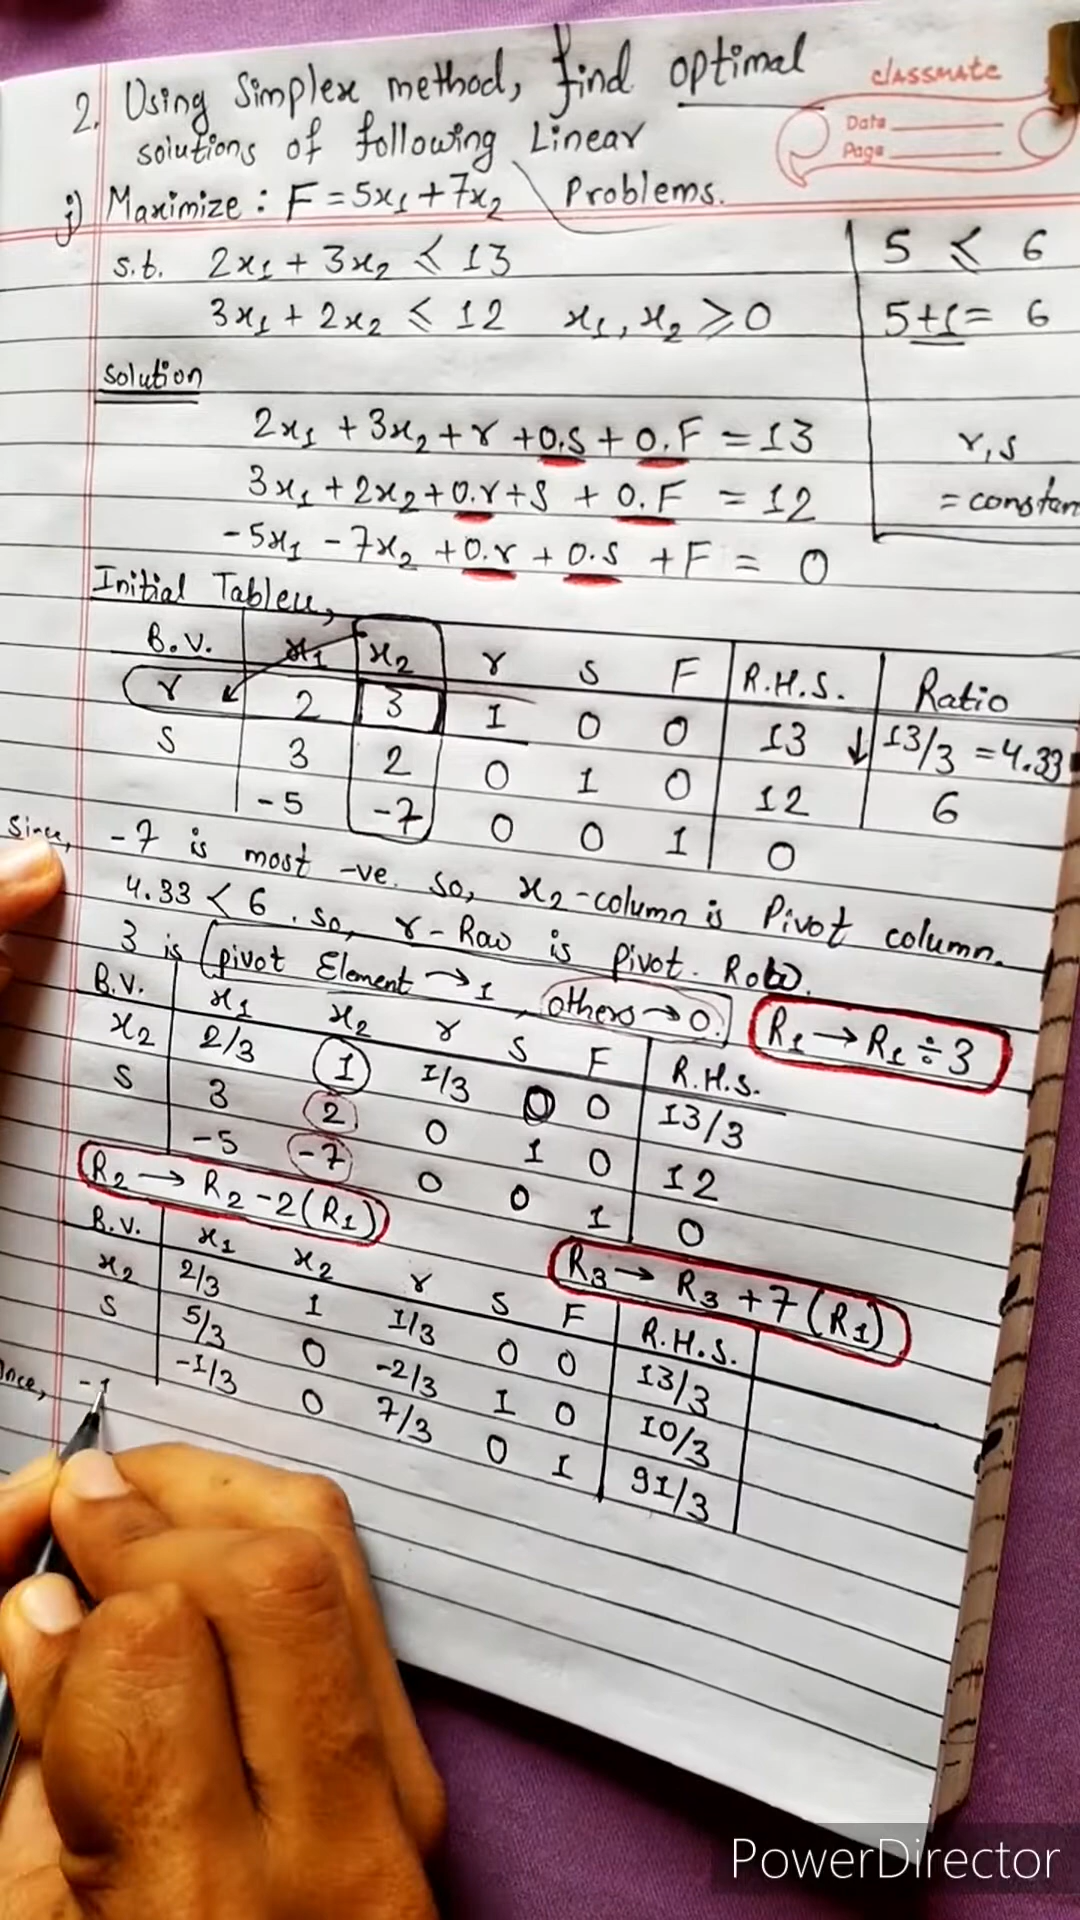 classmate
Date
Page
2. Using Simplex method, find optimal
solutions of following Linear
Problems.
j) Maximize : F = 5x₁ + 7x₂
s.t. 2x₁ + 3x₂ ≤ 13
3x₁ + 2x₂ ≤ 12 x₁, x₂ ≥ 0
5 ≤ 6
5+1 = 6
r, s
= constan
Solution
2x₁ + 3x₂ + r + 0.s + 0.F = 13
3x₁ + 2x₂ + 0.r + s + 0.F = 12
-5x₁ - 7x₂ + 0.r + 0.s + F = 0
Initial Tableu,
B.V. x₁ x₂ r s F R.H.S. Ratio
r 2 3 1 0 0 13 13/3 = 4.33
s 3 2 0 1 0 12 6
-5 -7 0 0 1 0
Since, -7 is most -ve. so, x₂-column is Pivot column.
4.33 < 6. so, r-Row is pivot. Row.
3 is pivot Element → 1, others → 0. R₁ → R₁ ÷ 3
B.V. x₁ x₂ r s F R.H.S.
x₂ 2/3 1 1/3 0 0 13/3
s 3 2 0 1 0 12
-5 -7 0 0 1 0
R₂ → R₂ - 2(R₁)
R₃ → R₃ + 7(R₁)
B.V. x₁ x₂ r s F R.H.S.
x₂ 2/3 1 1/3 0 0 13/3
s 5/3 0 -2/3 1 0 10/3
-1/3 0 7/3 0 1 91/3
ince, -1
PowerDirector